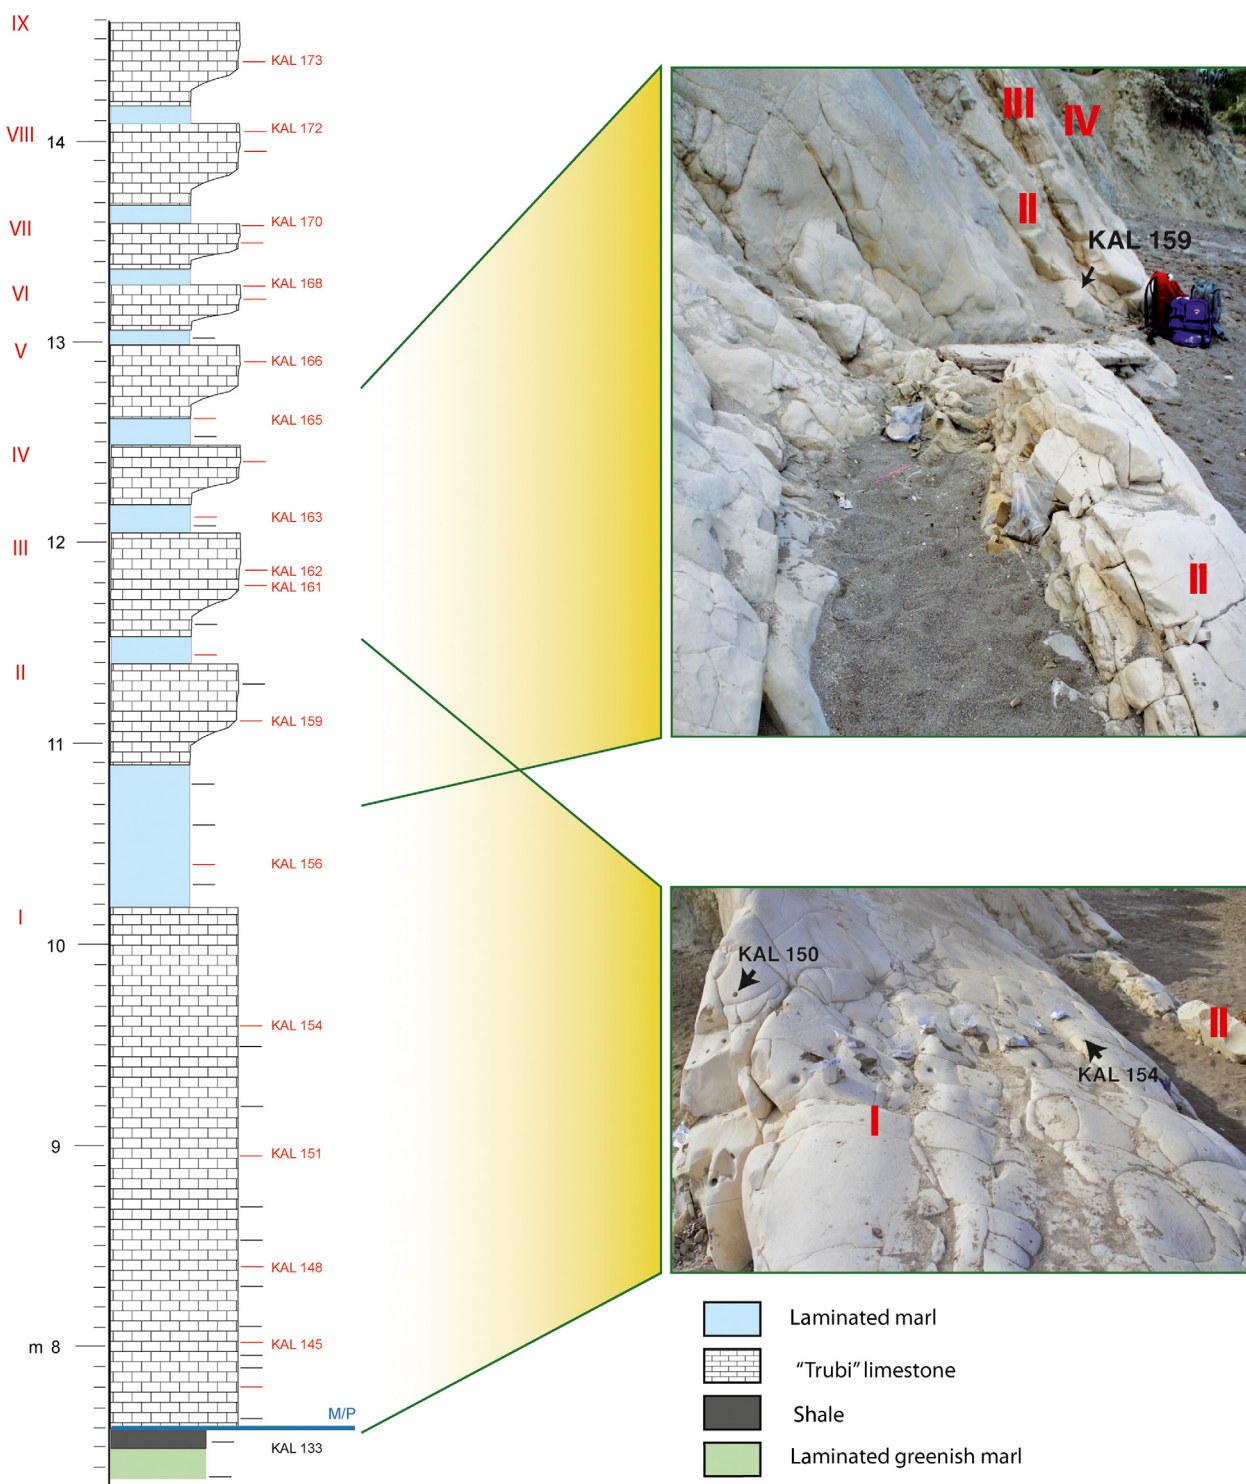 IX
KAL 173
VIII
14
KAL 172
VII
KAL 170
VI
KAL 168
13
V
KAL 166
KAL 165
IV
KAL 163
12
III
KAL 162
KAL 161
II
KAL 159
11
KAL 156
I
10
KAL 154
9
KAL 151
KAL 148
m 8
KAL 145
M/P
KAL 133
III
IV
II
KAL 159
II
KAL 150
II
KAL 154
I
Laminated marl
“Trubi” limestone
Shale
Laminated greenish marl